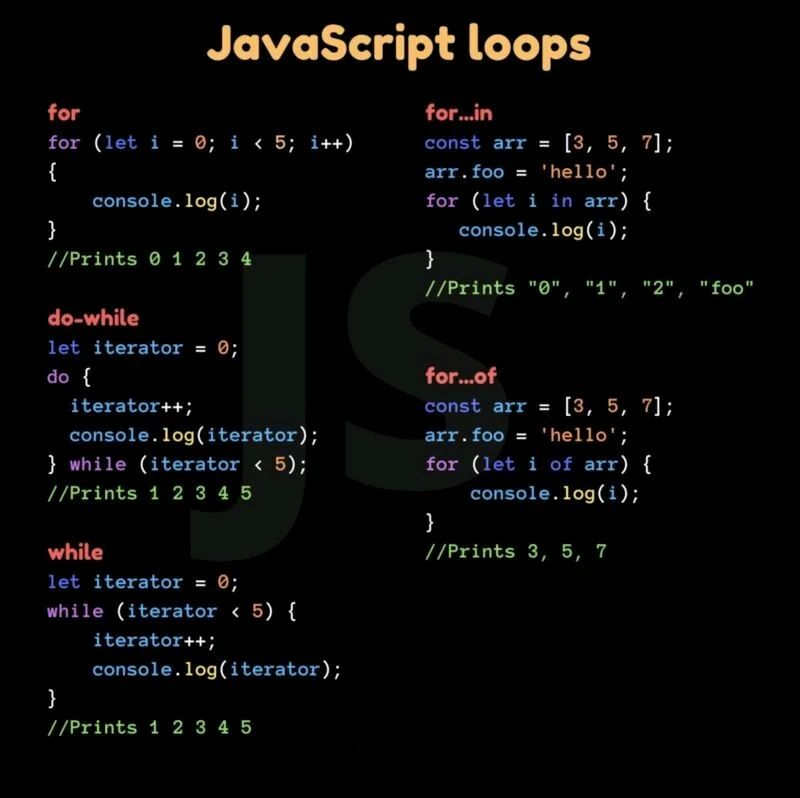 JavaScript loops
for
for (let i = 0; i < 5; i++)
{
    console.log(i);
}
//Prints 0 1 2 3 4
do-while
let iterator = 0;
do {
  iterator++;
  console.log(iterator);
} while (iterator < 5);
//Prints 1 2 3 4 5
while
let iterator = 0;
while (iterator < 5) {
    iterator++;
    console.log(iterator);
}
//Prints 1 2 3 4 5
for...in
const arr = [3, 5, 7];
arr.foo = 'hello';
for (let i in arr) {
   console.log(i);
}
//Prints "0", "1", "2", "foo"
for...of
const arr = [3, 5, 7];
arr.foo = 'hello';
for (let i of arr) {
    console.log(i);
}
//Prints 3, 5, 7
JS